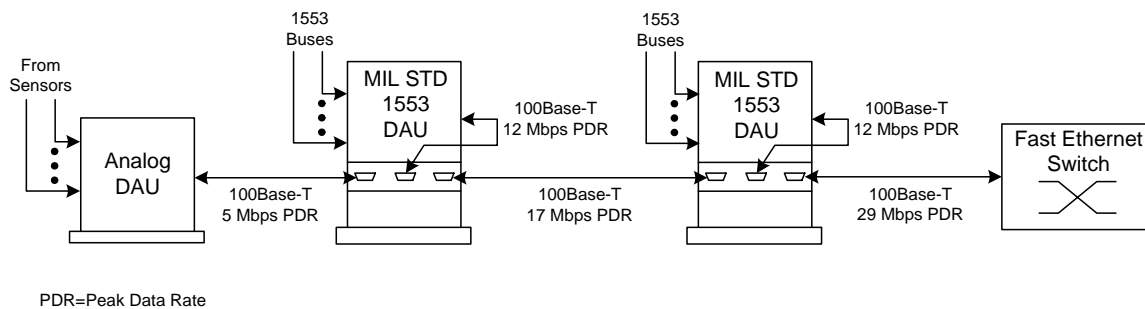 From
Sensors
Analog
DAU
100Base-T
5 Mbps PDR
1553
Buses
MIL STD
1553
DAU
100Base-T
12 Mbps PDR
100Base-T
17 Mbps PDR
1553
Buses
MIL STD
1553
DAU
100Base-T
12 Mbps PDR
100Base-T
29 Mbps PDR
Fast Ethernet
Switch
PDR=Peak Data Rate